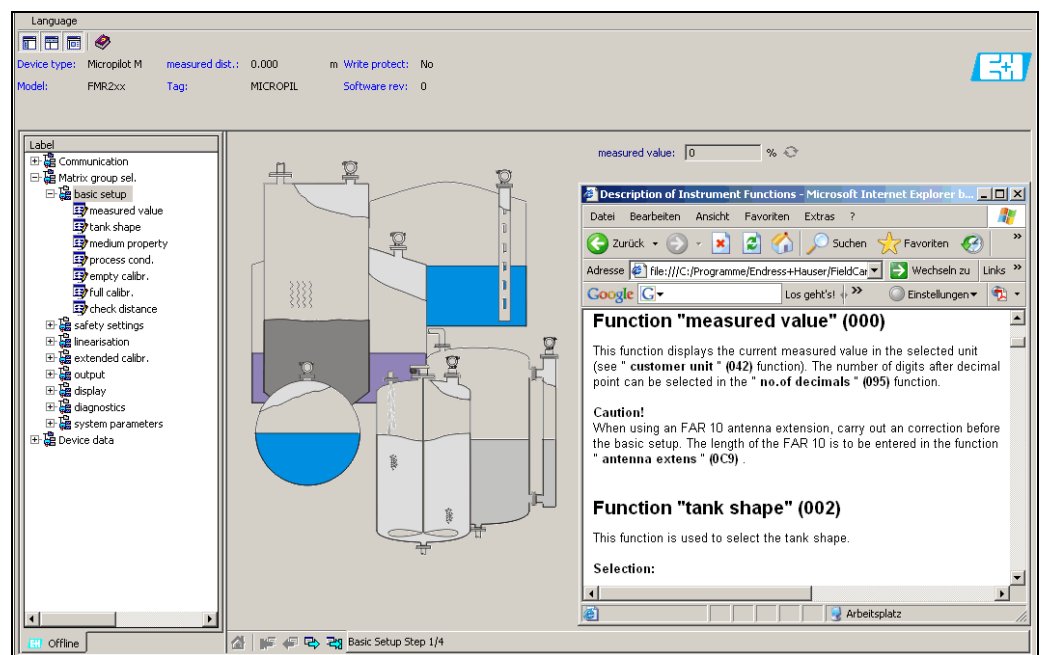 Language
Device type: Micropilot M measured dist.: 0.000 m Write protect: No
Model: FMR2xx Tag: MICROPIL Software rev: 0
E+H
Label
Communication
Matrix group sel.
basic setup
measured value
tank shape
medium property
process cond.
empty calibr.
full calibr.
check distance
safety settings
linearisation
extended calibr.
output
display
diagnostics
system parameters
Device data
Offline
measured value: 0 %
Description of Instrument Functions - Microsoft Internet Explorer b...
Datei Bearbeiten Ansicht Favoriten Extras ?
Zurück Suchen Favoriten »
Adresse file:///C:/Programme/Endress+Hauser/FieldCar Wechseln zu Links »
Google G Los geht's! » Einstellungen
Function "measured value" (000)
This function displays the current measured value in the selected unit
(see " customer unit " (042) function). The number of digits after decimal
point can be selected in the " no.of decimals " (095) function.
Caution!
When using an FAR 10 antenna extension, carry out an correction before
the basic setup. The length of the FAR 10 is to be entered in the function
" antenna extens " (0C9) .
Function "tank shape" (002)
This function is used to select the tank shape.
Selection:
Arbeitsplatz
Basic Setup Step 1/4